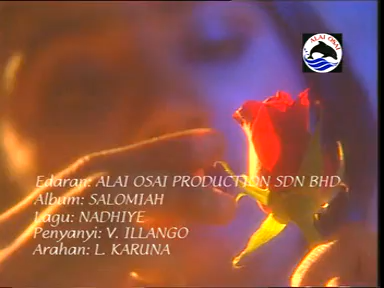 ALAI OSAI
Edaran: ALAI OSAI PRODUCTION SDN BHD
Album: SALOMIAH
Lagu: NADHIYE
Penyanyi: V. ILLANGO
Arahan: L. KARUNA